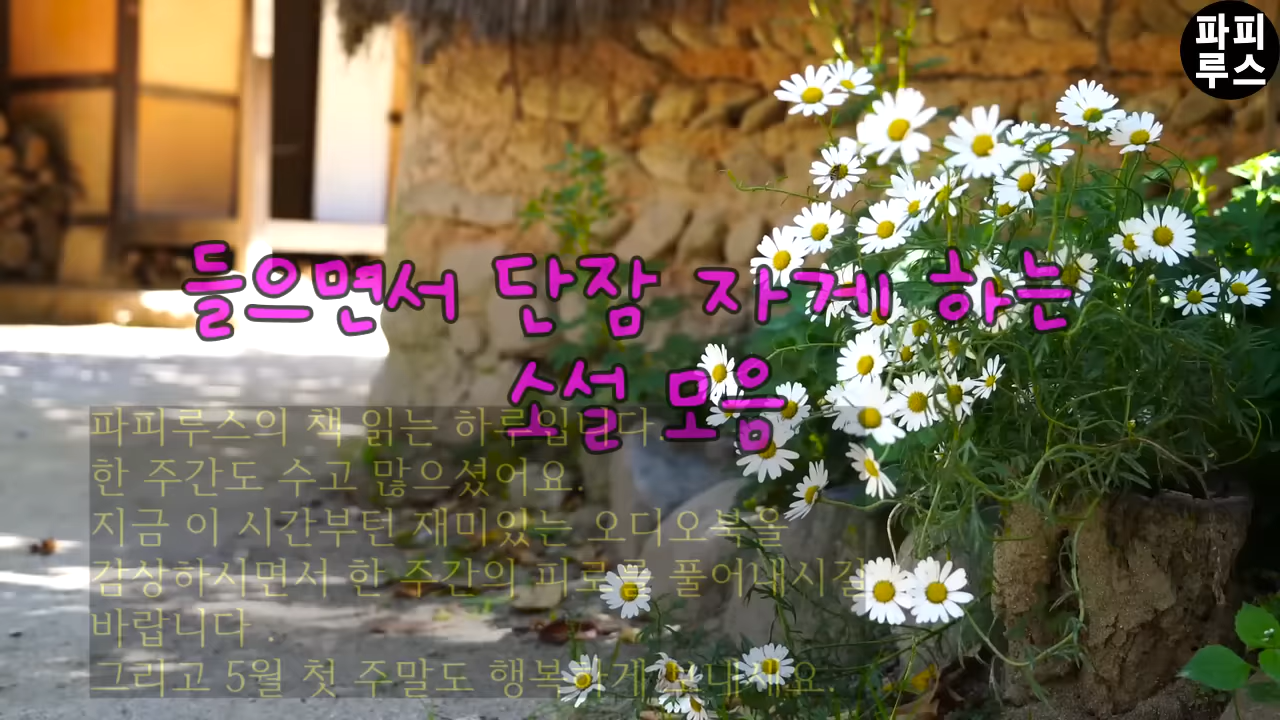 파피
루스
들으면서 단잠 자게 하는
소설 모음
파피루스의 책 읽는 하루입니다.
한 주간도 수고 많으셨어요.
지금 이 시간부턴 재미있는 오디오북을
감상하시면서 한 주간의 피로를 풀어내시길
바랍니다
그리고 5월 첫 주말도 행복하게 보내세요.